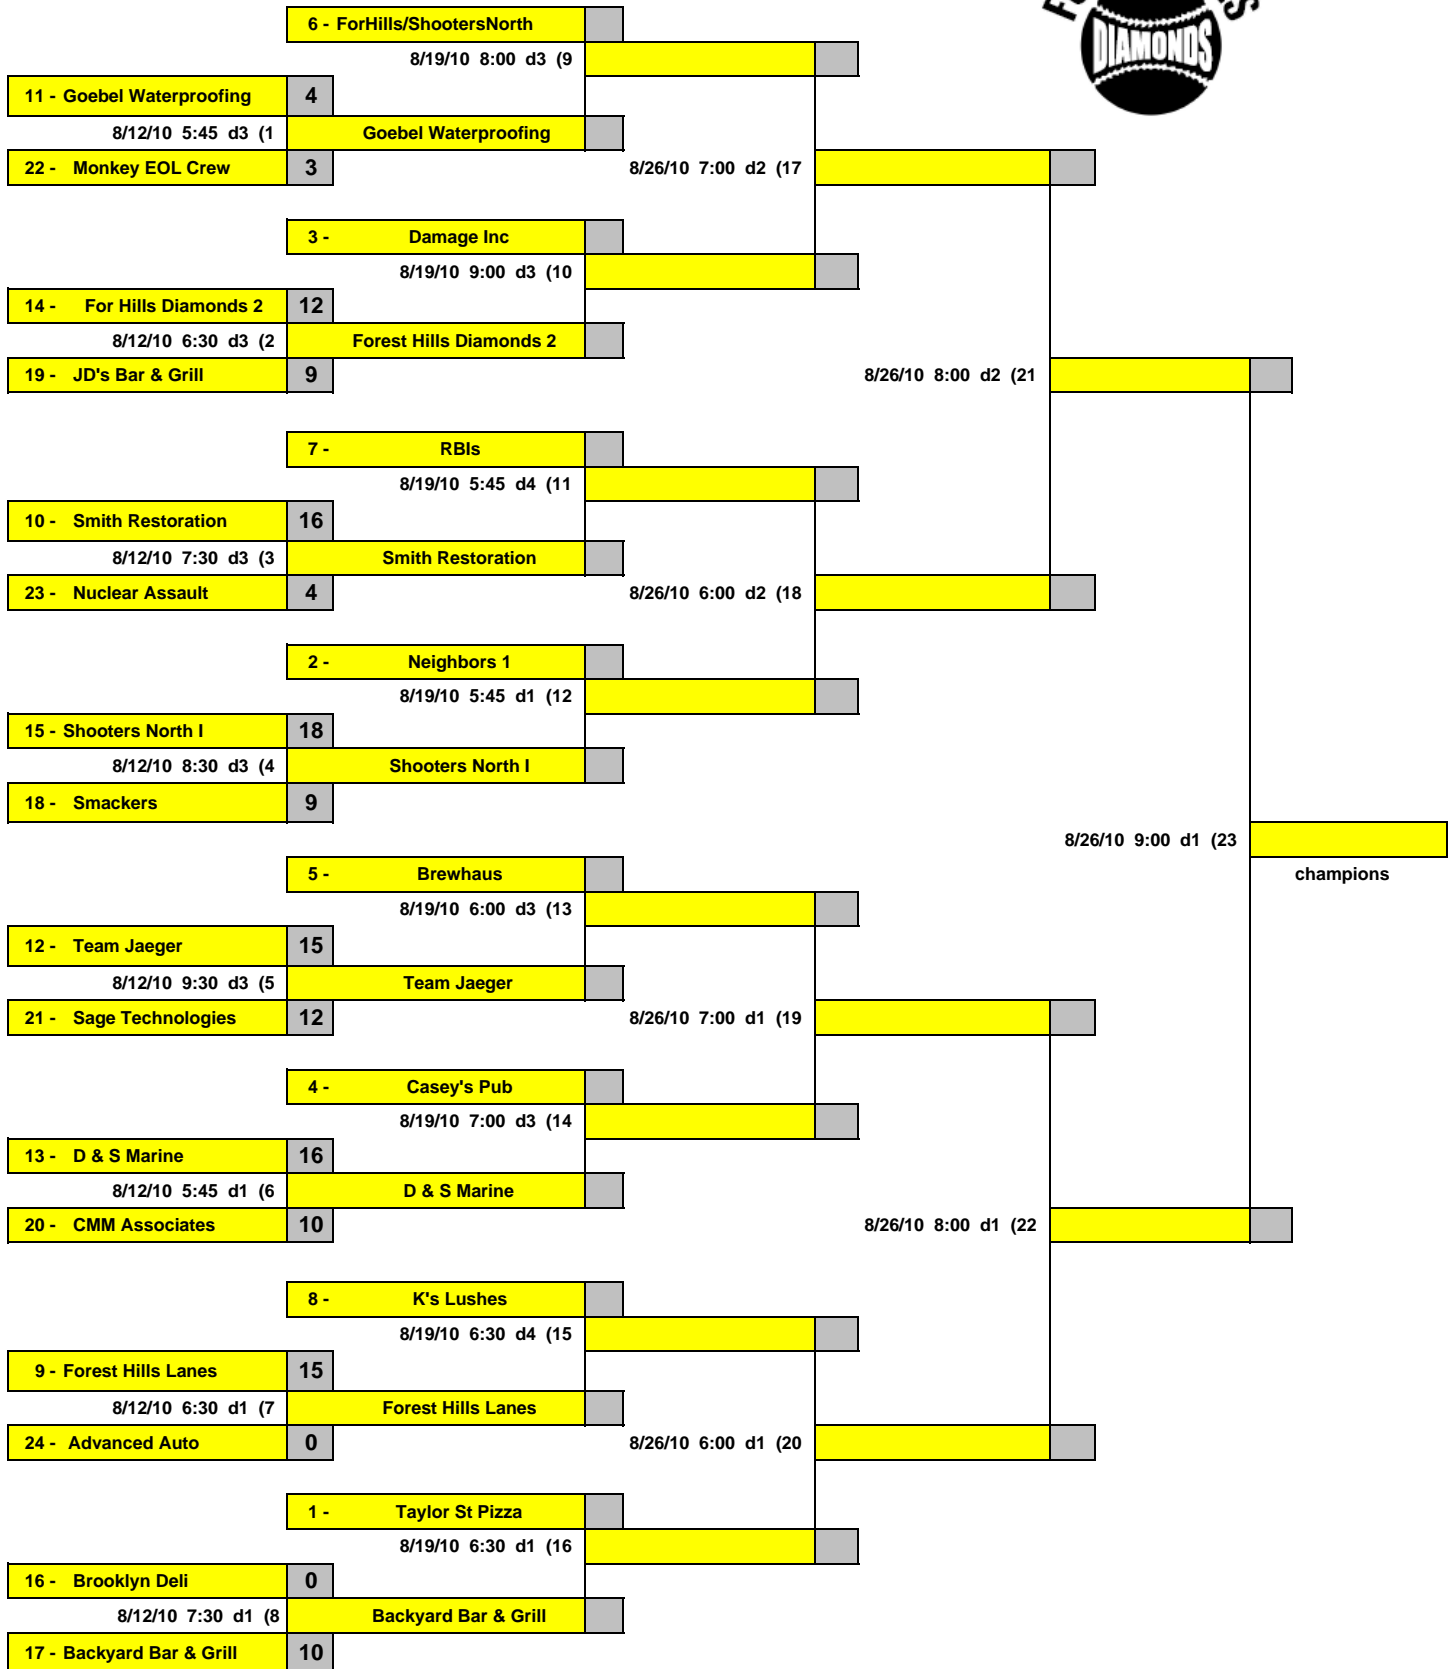 DIAMONDS
6 - ForHills/ShootersNorth
8/19/10 8:00 d3 (9
11 - Goebel Waterproofing 4
8/12/10 5:45 d3 (1 Goebel Waterproofing
22 - Monkey EOL Crew 3 8/26/10 7:00 d2 (17
3 - Damage Inc
8/19/10 9:00 d3 (10
14 - For Hills Diamonds 2 12
8/12/10 6:30 d3 (2 Forest Hills Diamonds 2
19 - JD's Bar & Grill 9 8/26/10 8:00 d2 (21
7 - RBIs
8/19/10 5:45 d4 (11
10 - Smith Restoration 16
8/12/10 7:30 d3 (3 Smith Restoration
23 - Nuclear Assault 4 8/26/10 6:00 d2 (18
2 - Neighbors 1
8/19/10 5:45 d1 (12
15 - Shooters North I 18
8/12/10 8:30 d3 (4 Shooters North I
18 - Smackers 9
8/26/10 9:00 d1 (23
5 - Brewhaus champions
8/19/10 6:00 d3 (13
12 - Team Jaeger 15
8/12/10 9:30 d3 (5 Team Jaeger
21 - Sage Technologies 12 8/26/10 7:00 d1 (19
4 - Casey's Pub
8/19/10 7:00 d3 (14
13 - D & S Marine 16
8/12/10 5:45 d1 (6 D & S Marine
20 - CMM Associates 10 8/26/10 8:00 d1 (22
8 - K's Lushes
8/19/10 6:30 d4 (15
9 - Forest Hills Lanes 15
8/12/10 6:30 d1 (7 Forest Hills Lanes
24 - Advanced Auto 0 8/26/10 6:00 d1 (20
1 - Taylor St Pizza
8/19/10 6:30 d1 (16
16 - Brooklyn Deli 0
8/12/10 7:30 d1 (8 Backyard Bar & Grill
17 - Backyard Bar & Grill 10